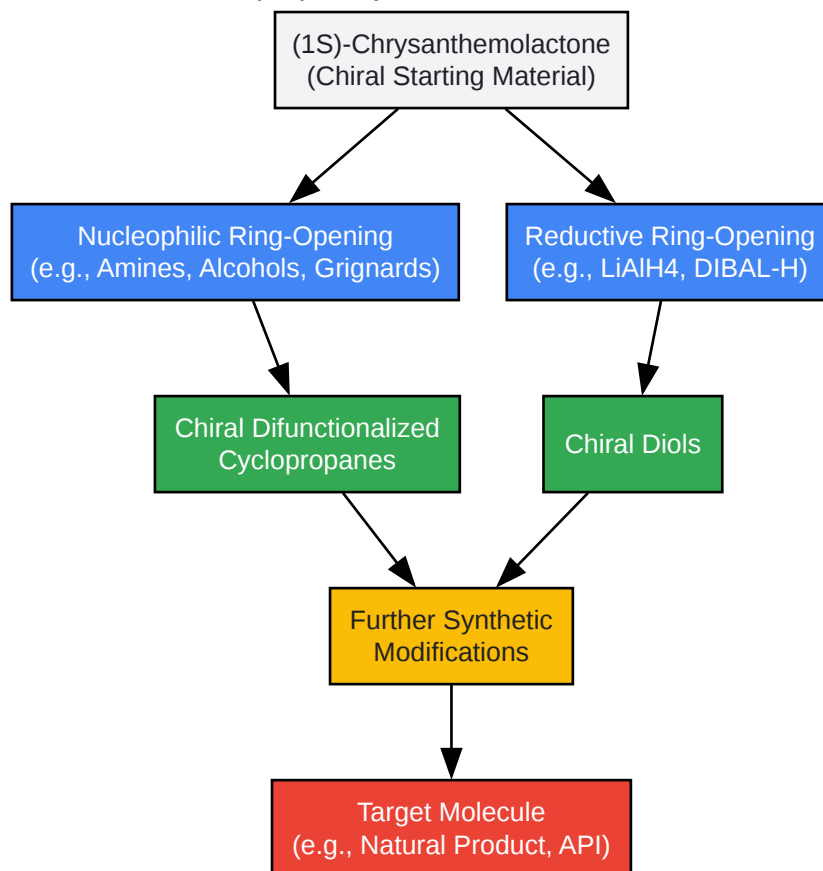 (1S)-Chrysanthemolactone
(Chiral Starting Material)
Nucleophilic Ring-Opening
(e.g., Amines, Alcohols, Grignards)
Reductive Ring-Opening
(e.g., LiAlH4, DIBAL-H)
Chiral Difunctionalized
Cyclopropanes
Chiral Diols
Further Synthetic
Modifications
Target Molecule
(e.g., Natural Product, API)